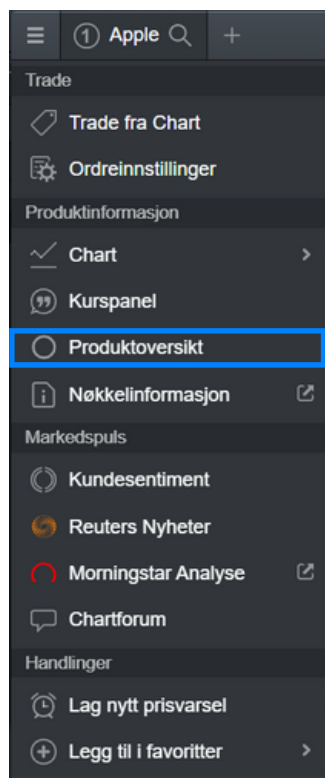 1 Apple
Trade
Trade fra Chart
Ordreinnstillinger
Produktinformasjon
Chart
Kurspanel
Produktoversikt
Nøkkelinformasjon
Markedspuls
Kundesentiment
Reuters Nyheter
Morningstar Analyse
Chartforum
Handlinger
Lag nytt prisvarsel
Legg til i favoritter